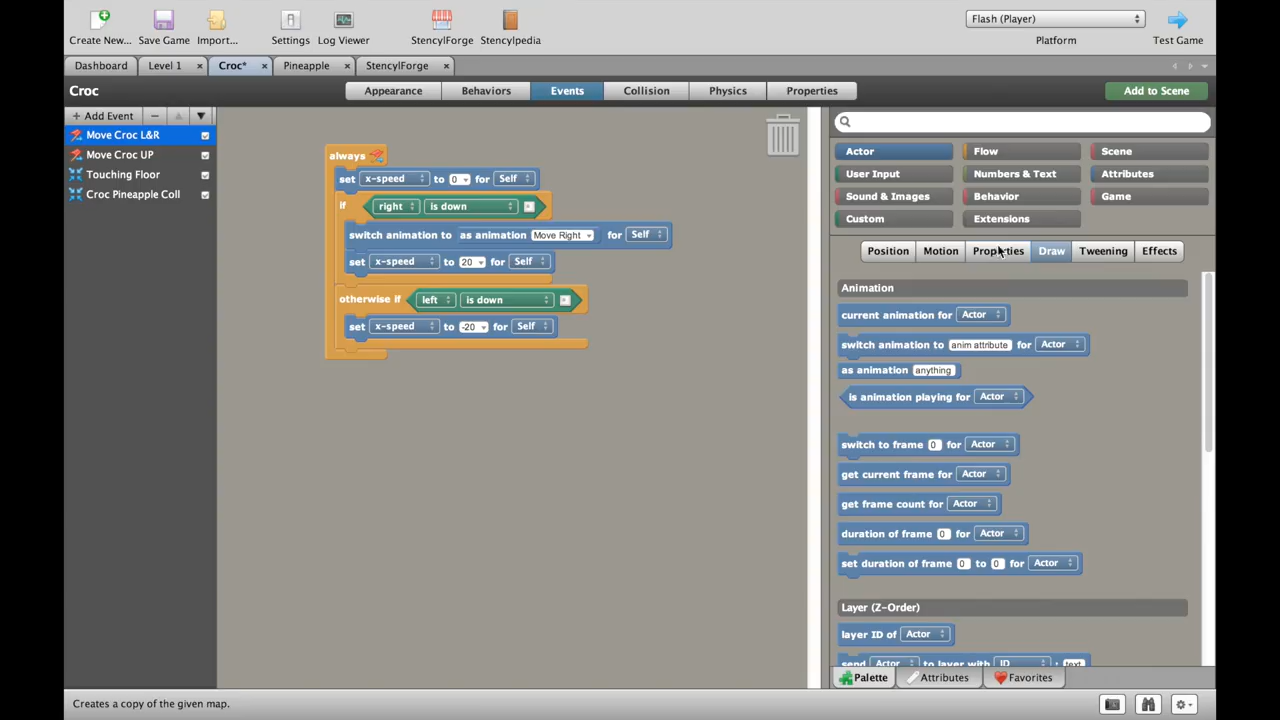 Create New... Save Game Import... Settings Log Viewer StencylForge Stencylpedia Flash (Player) Platform Test Game
Dashboard Level 1 × Croc* × Pineapple × StencylForge ×
Croc Appearance Behaviors Events Collision Physics Properties Add to Scene
+ Add Event −
Move Croc L&R
Move Croc UP
Touching Floor
Croc Pineapple Coll
always
set x-speed to 0 for Self
if right is down
switch animation to as animation Move Right for Self
set x-speed to 20 for Self
otherwise if left is down
set x-speed to -20 for Self
Actor Flow Scene
User Input Numbers & Text Attributes
Sound & Images Behavior Game
Custom Extensions
Position Motion Properties Draw Tweening Effects
Animation
current animation for Actor
switch animation to anim attribute for Actor
as animation anything
is animation playing for Actor
switch to frame 0 for Actor
get current frame for Actor
get frame count for Actor
duration of frame 0 for Actor
set duration of frame 0 to 0 for Actor
Layer (Z-Order)
layer ID of Actor
send Actor to layer with ID : text
Palette Attributes Favorites
Creates a copy of the given map.